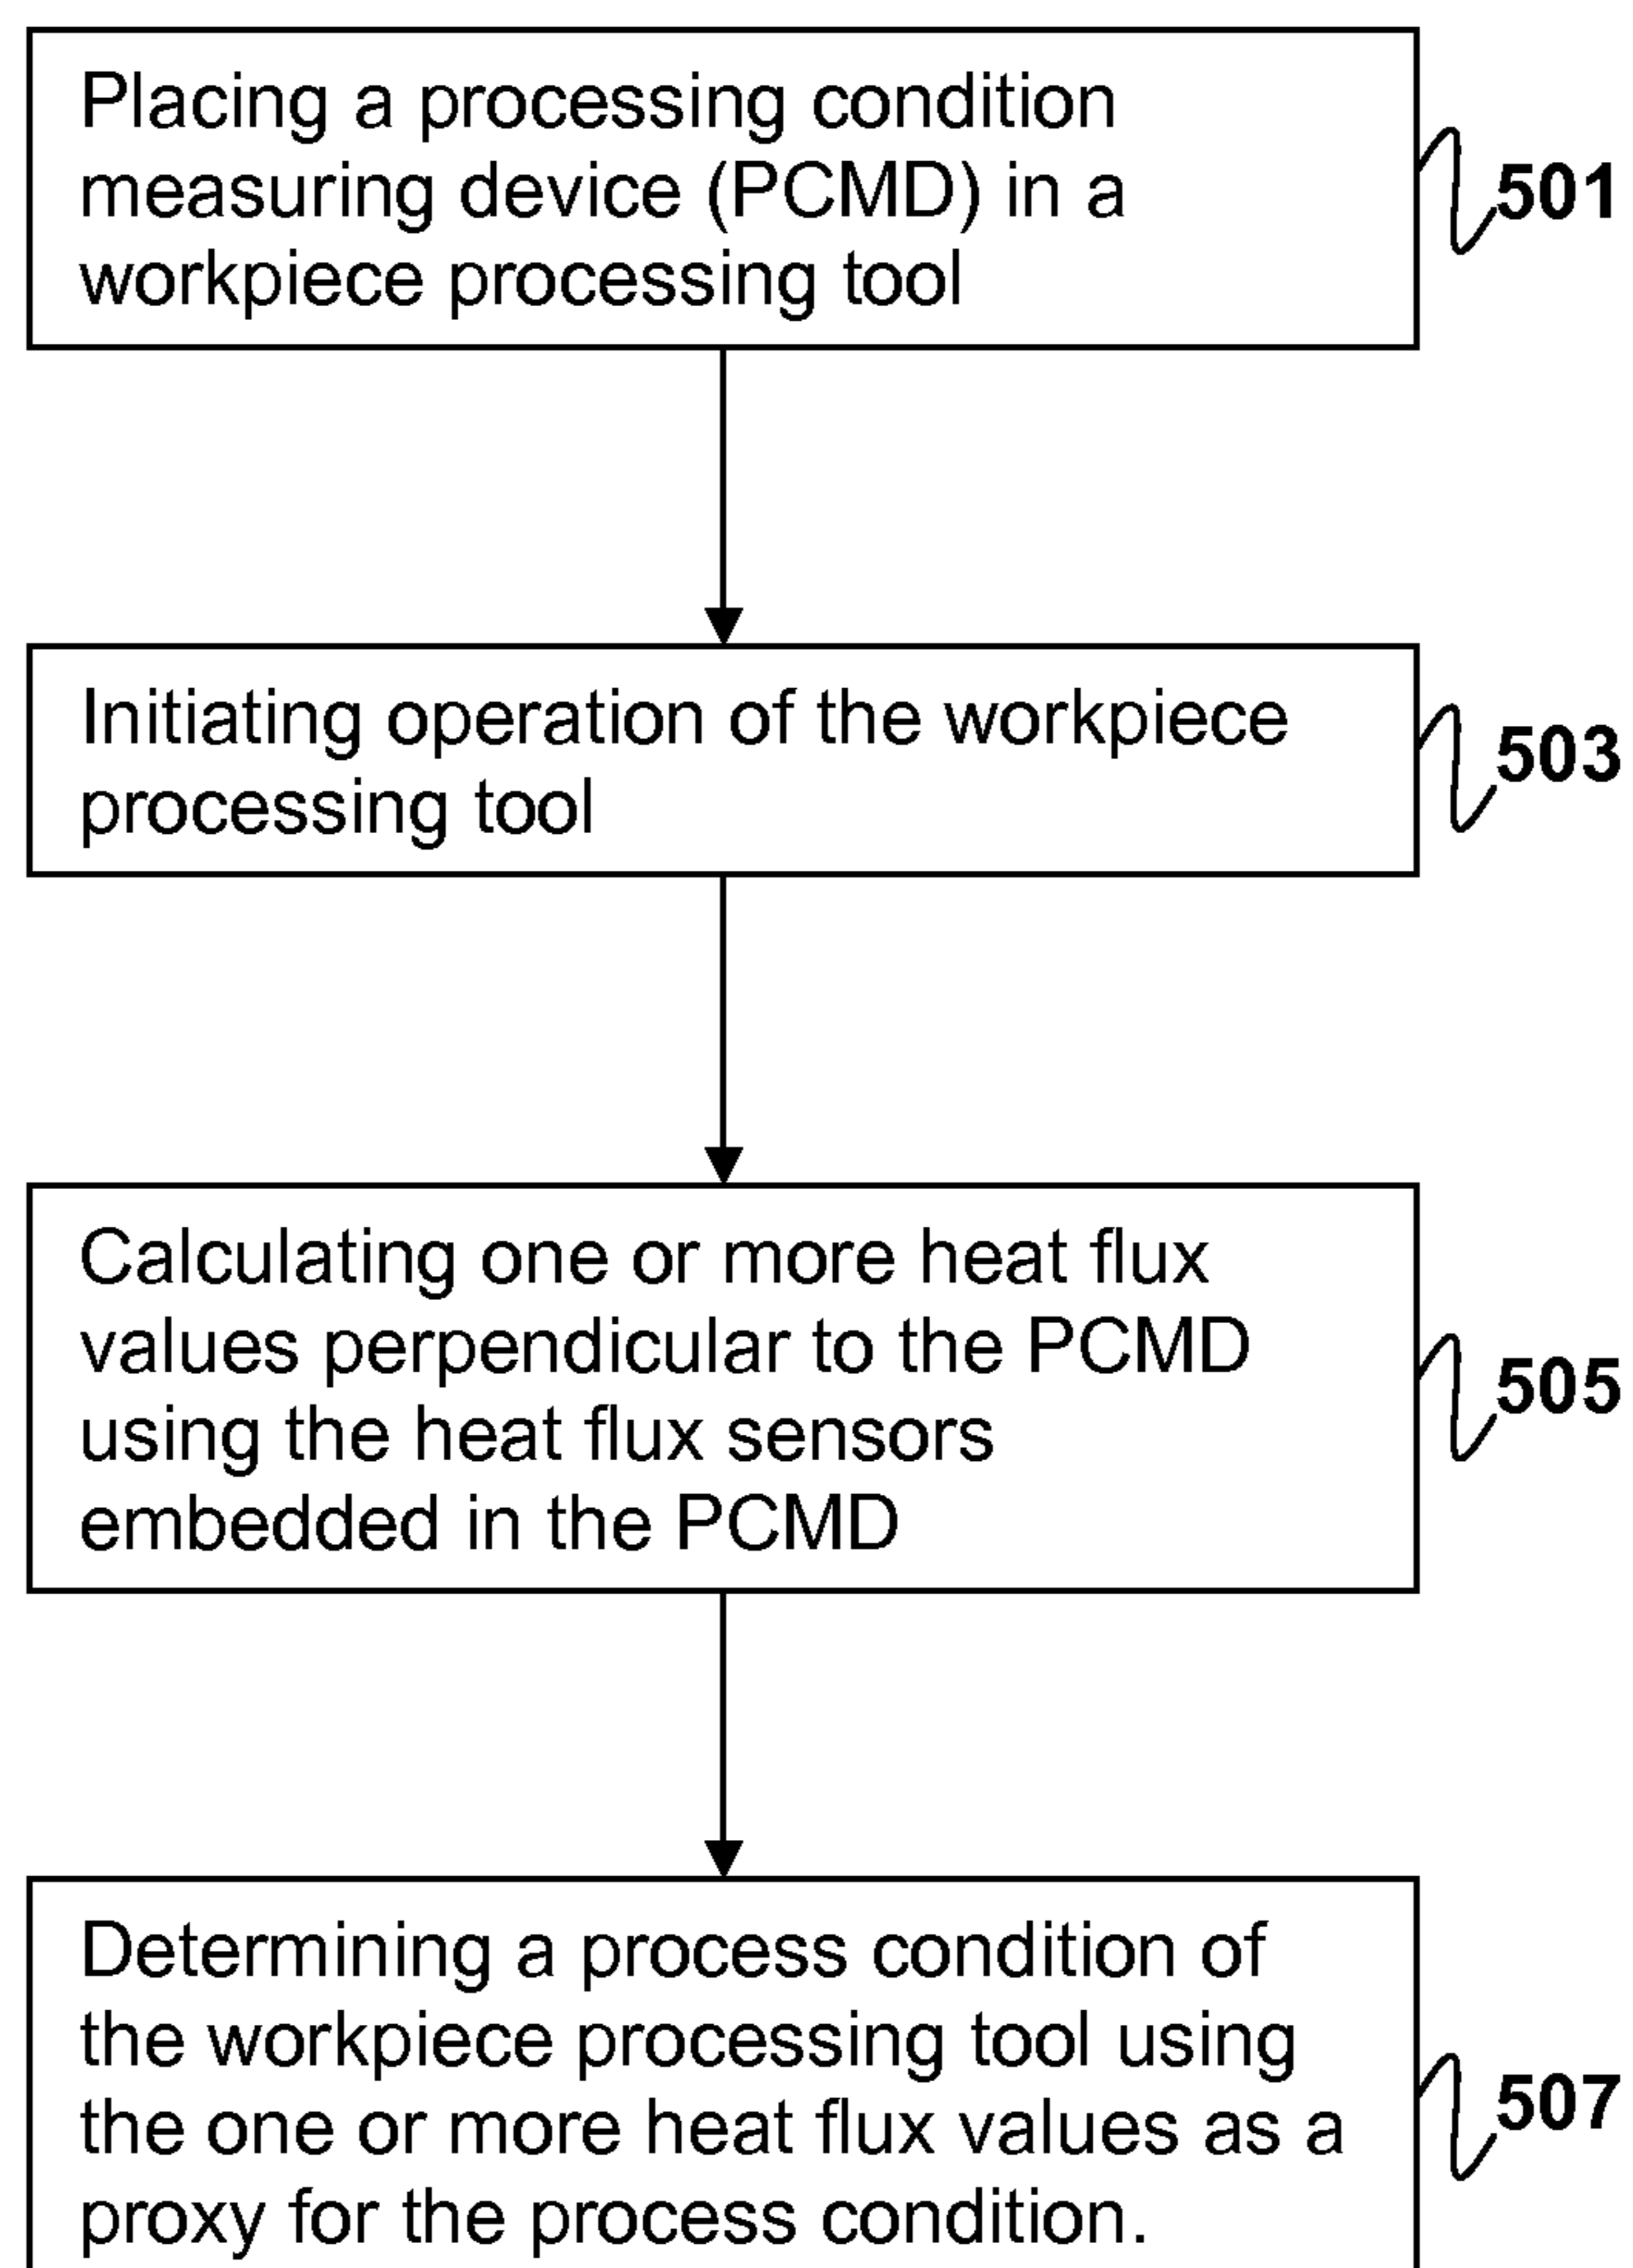 Placing a processing condition
measuring device (PCMD) in a
workpiece processing tool
501
Initiating operation of the workpiece
processing tool
503
Calculating one or more heat flux
values perpendicular to the PCMD
using the heat flux sensors
embedded in the PCMD
505
Determining a process condition of
the workpiece processing tool using
the one or more heat flux values as a
proxy for the process condition.
507